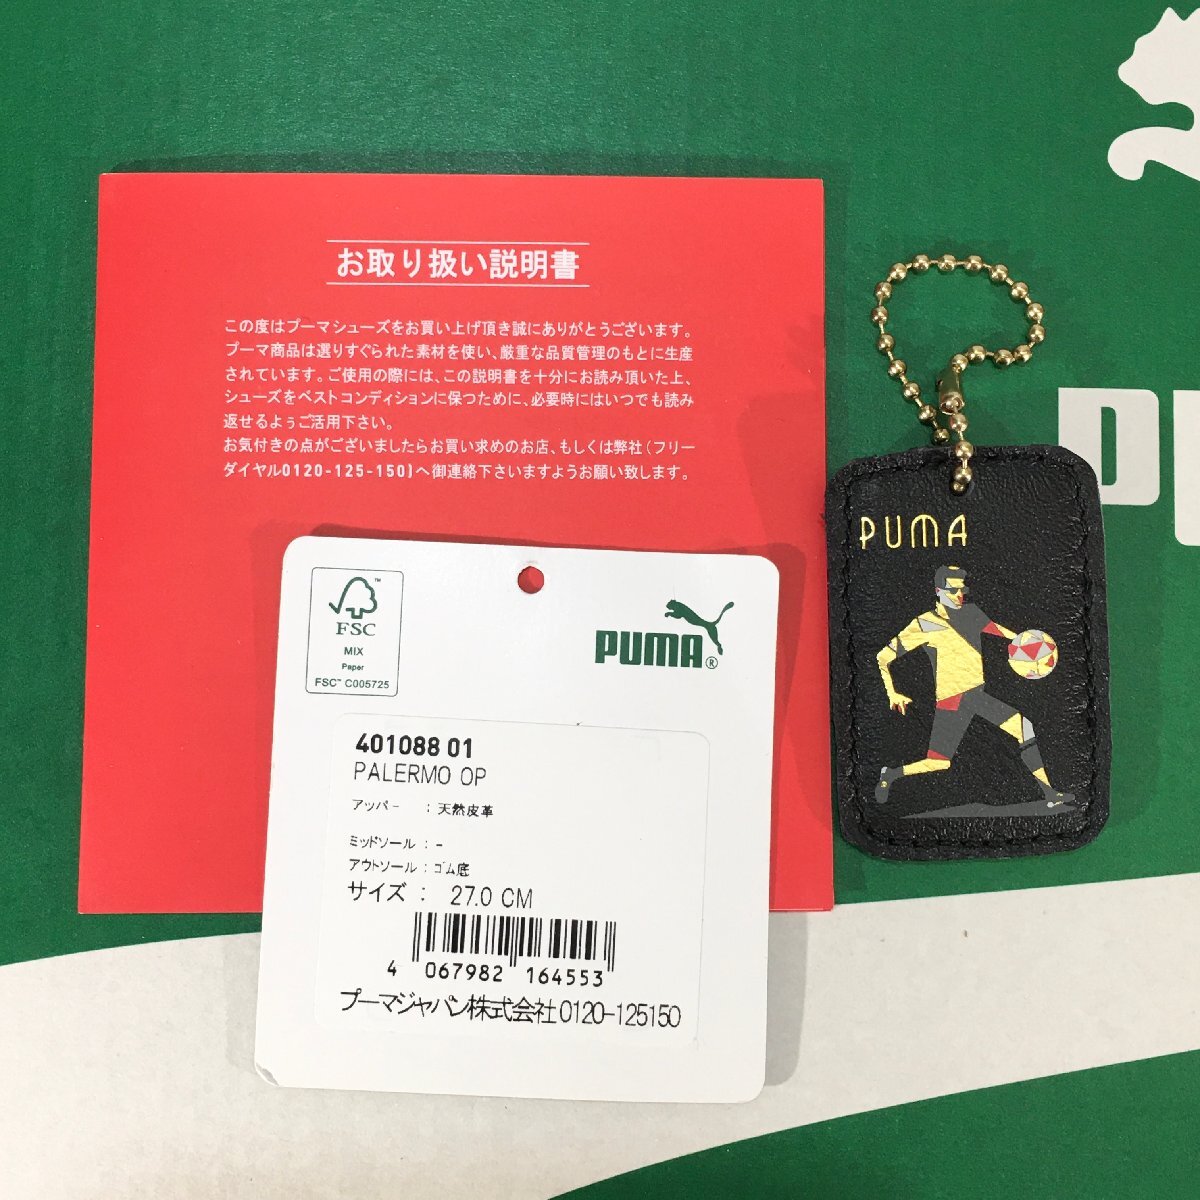 お取り扱い説明書
この度はプーマシューズをお買い上げ頂き誠にありがとうございます。
プーマ商品は選りすぐられた素材を使い、厳重な品質管理のもとに生産
されています。ご使用の際には、この説明書を十分にお読み頂いた上、
シューズをベストコンディションに保つために、必要時にはいつでも読み
返せるよぅご活用下さい。
お気付きの点がございましたらお買い求めのお店、もしくは弊社(フリー
ダイヤル0120-125-150)へ御連絡下さいますようお願い致します。
FSC™
MIX
Paper
FSC™ C005725
PUMA®
401088 01
PALERMO OP
アッパー : 天然皮革
ミッドソール : -
アウトソール : ゴム底
サイズ : 27.0 CM
4 067982 164553
プーマジャパン株式会社0120-125150
PUMA